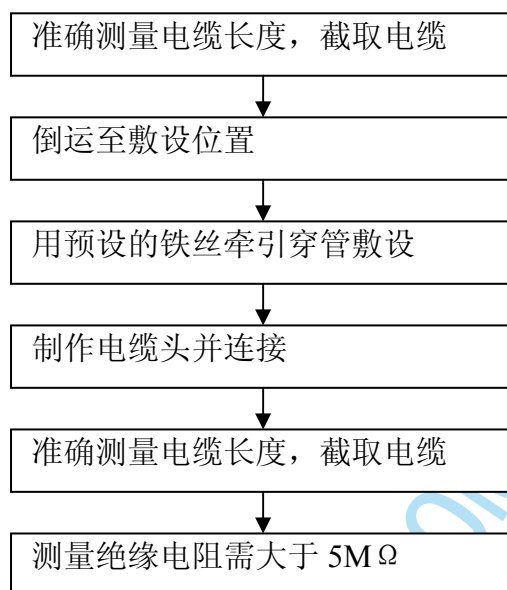 准确测量电缆长度，截取电缆
倒运至敷设位置
用预设的铁丝牵引穿管敷设
制作电缆头并连接
准确测量电缆长度，截取电缆
测量绝缘电阻需大于 5MΩ